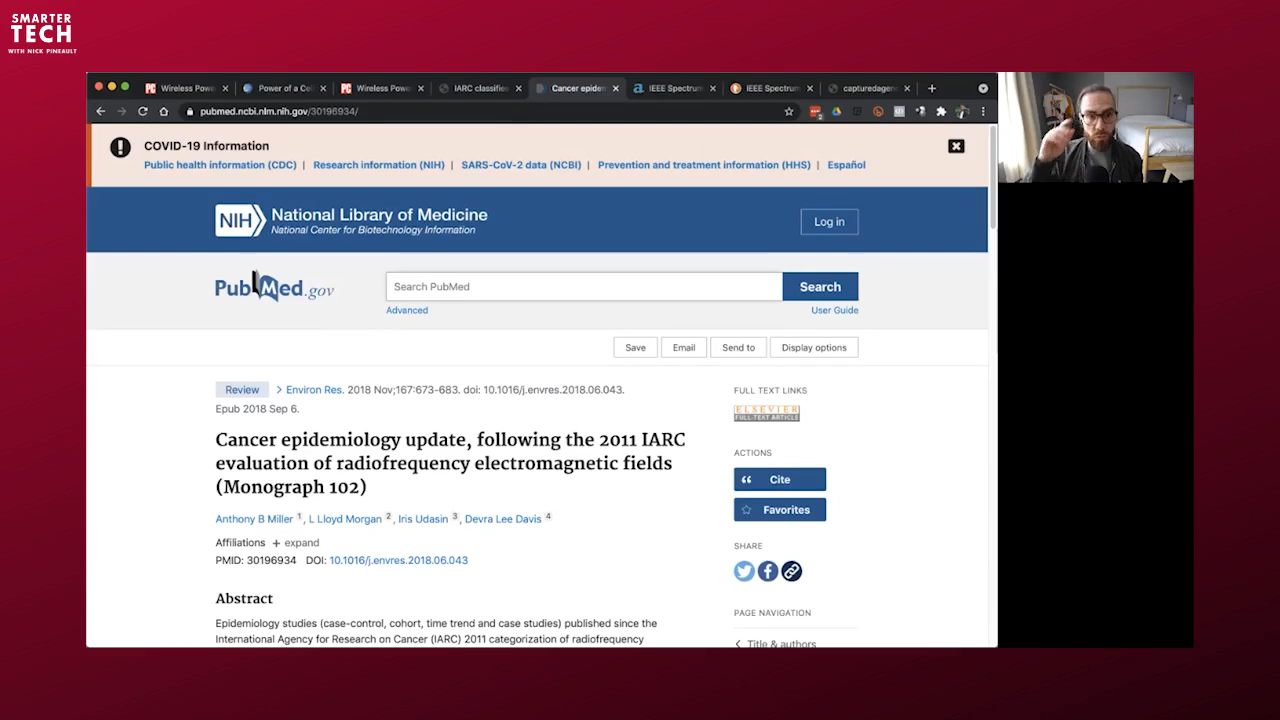 SMARTER
TECH
WITH NICK PINEAULT
Wireless Powe
Power of a Cel
Wireless Powe
IARC classifie
Cancer epidem
IEEE Spectrum
IEEE Spectrum
capturedagen
pubmed.ncbi.nlm.nih.gov/30196934/
COVID-19 Information
Public health information (CDC) | Research information (NIH) | SARS-CoV-2 data (NCBI) | Prevention and treatment information (HHS) | Español
NIH National Library of Medicine
National Center for Biotechnology Information
Log in
PubMed.gov
Search PubMed
Search
Advanced
User Guide
Save
Email
Send to
Display options
Review > Environ Res. 2018 Nov;167:673-683. doi: 10.1016/j.envres.2018.06.043.
Epub 2018 Sep 6.
Cancer epidemiology update, following the 2011 IARC
evaluation of radiofrequency electromagnetic fields
(Monograph 102)
Anthony B Miller 1, L Lloyd Morgan 2, Iris Udasin 3, Devra Lee Davis 4
Affiliations + expand
PMID: 30196934 DOI: 10.1016/j.envres.2018.06.043
Abstract
Epidemiology studies (case-control, cohort, time trend and case studies) published since the
International Agency for Research on Cancer (IARC) 2011 categorization of radiofrequency
FULL TEXT LINKS
ELSEVIER
FULL-TEXT ARTICLE
ACTIONS
Cite
Favorites
SHARE
PAGE NAVIGATION
Title & authors